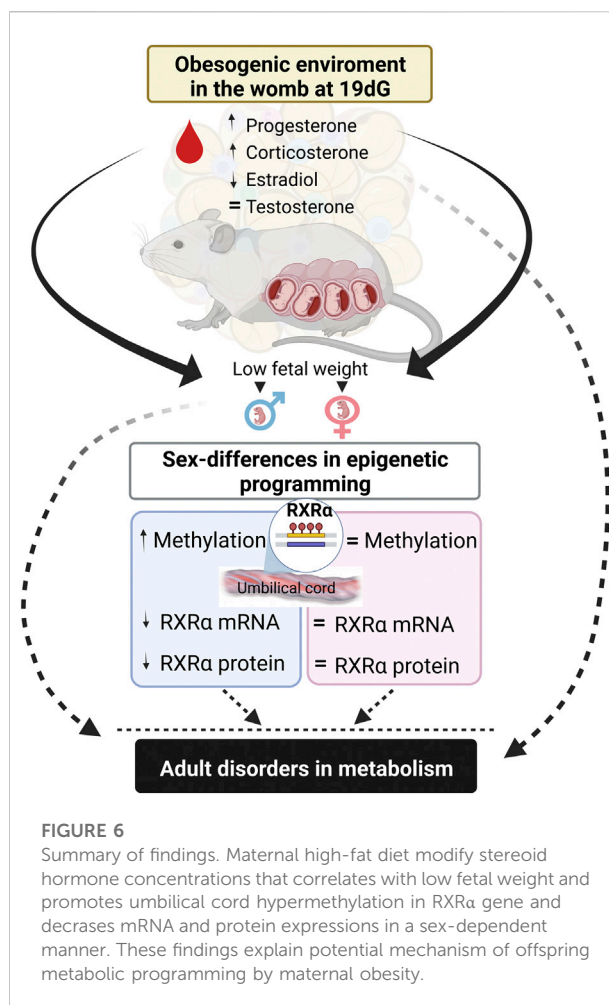 Obesogenic enviroment
in the womb at 19dG
↑ Progesterone
↑ Corticosterone
↓ Estradiol
= Testosterone
Low fetal weight
Sex-differences in epigenetic
programming
RXRα
↑ Methylation
= Methylation
Umbilical cord
↓ RXRα mRNA
= RXRα mRNA
↓ RXRα protein
= RXRα protein
Adult disorders in metabolism
FIGURE 6
Summary of findings. Maternal high-fat diet modify stereoid
hormone concentrations that correlates with low fetal weight and
promotes umbilical cord hypermethylation in RXRα gene and
decrases mRNA and protein expressions in a sex-dependent
manner. These findings explain potential mechanism of offspring
metabolic programming by maternal obesity.